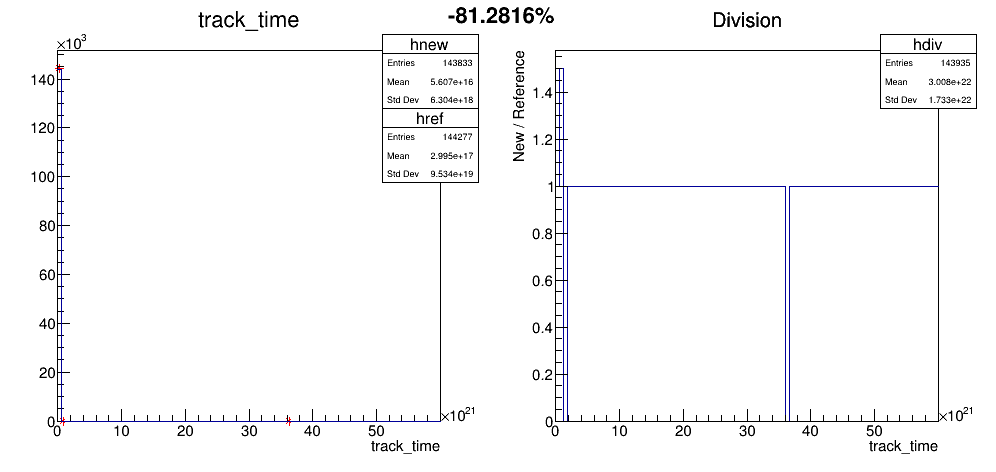 -81.2816%
track_time
×10³
hnew
Entries 143833
Mean 5.607e+16
Std Dev 6.304e+18
href
Entries 144277
Mean 2.995e+17
Std Dev 9.534e+19
140
120
100
80
60
40
20
0
0 10 20 30 40 50
×10²¹
track_time
Division
hdiv
Entries 143935
Mean 3.008e+22
Std Dev 1.733e+22
New / Reference
1.4
1.2
1
0.8
0.6
0.4
0.2
0
0 10 20 30 40 50
×10²¹
track_time